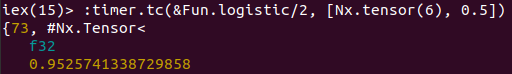 iex(15)> :timer.tc(&Fun.logistic/2, [Nx.tensor(6), 0.5])
{73, #Nx.Tensor<
f32
0.9525741338729858